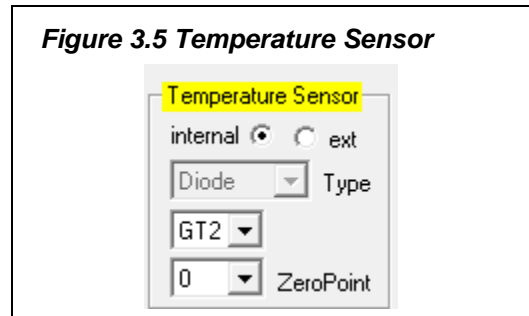 Figure 3.5 Temperature Sensor
Temperature Sensor
internal ext
Diode Type
GT2
0 ZeroPoint